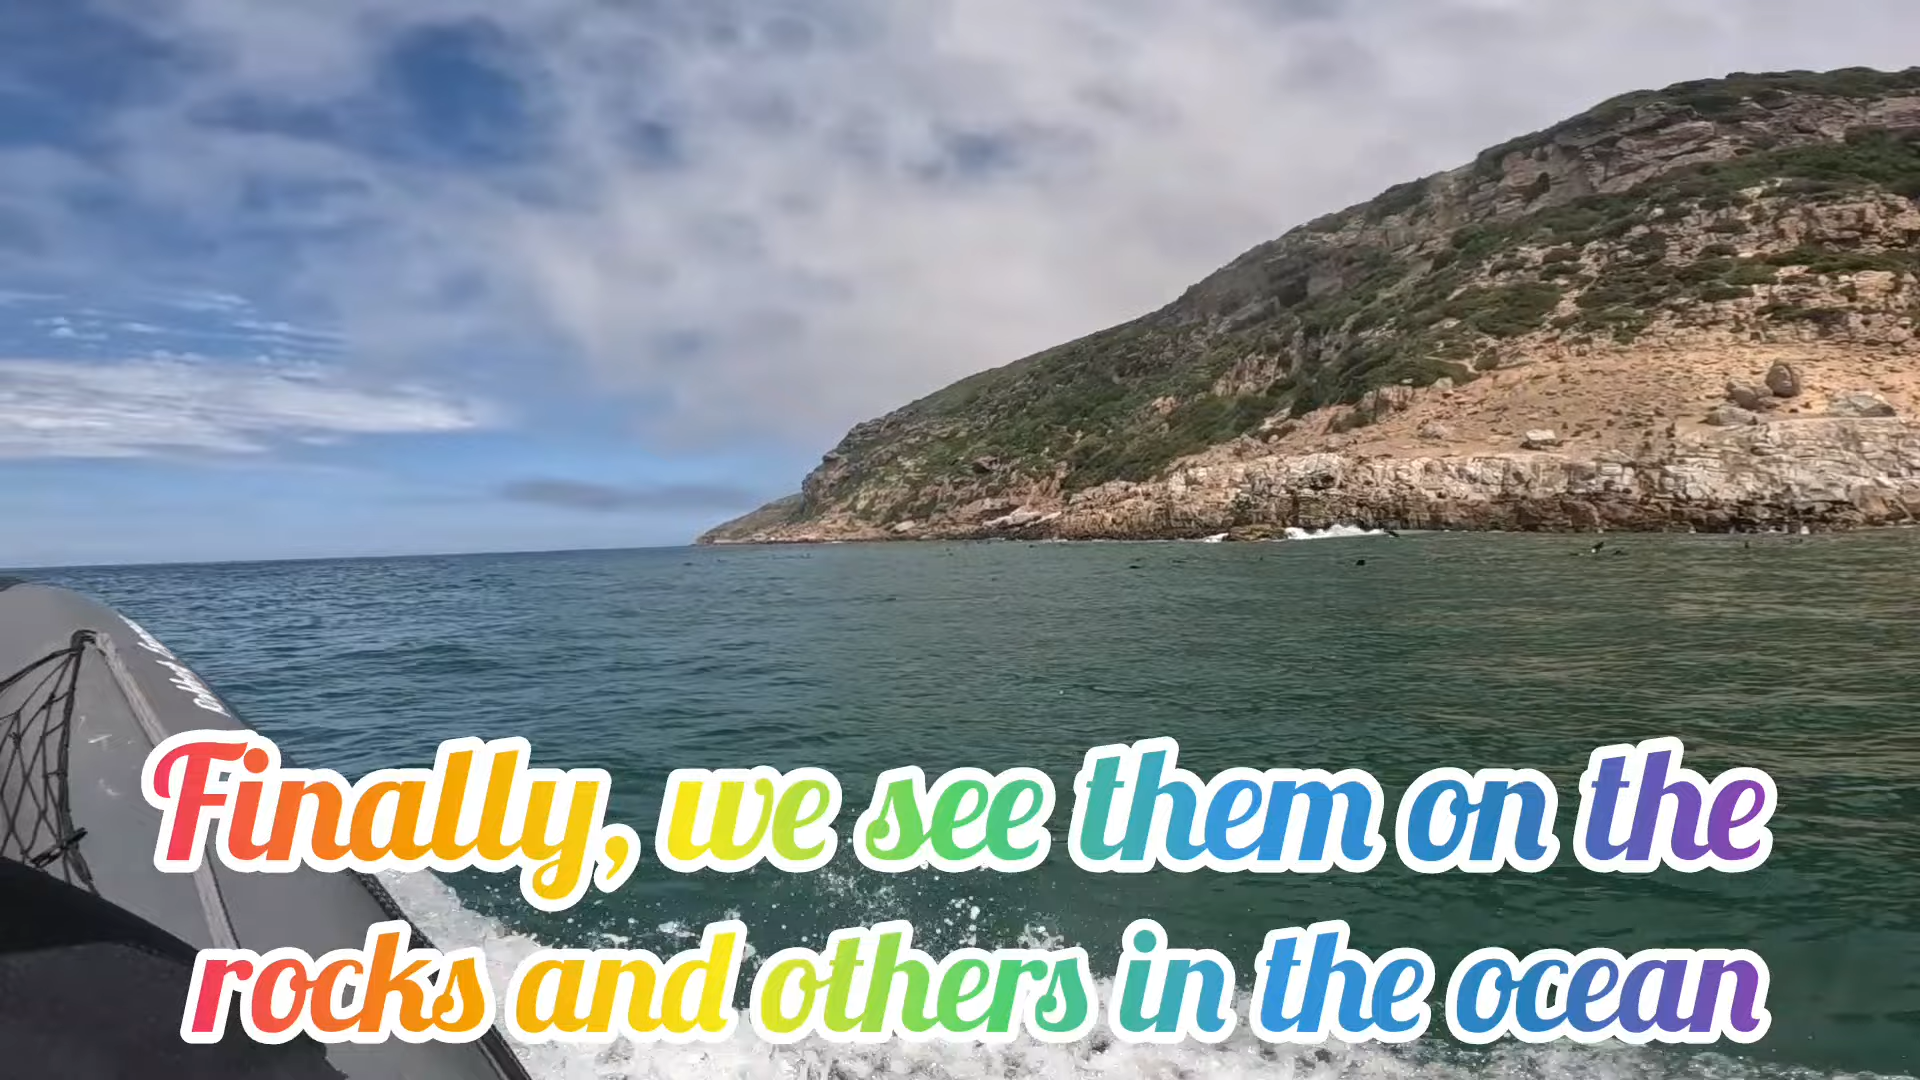 Finally, we see them on the
rocks and others in the ocean